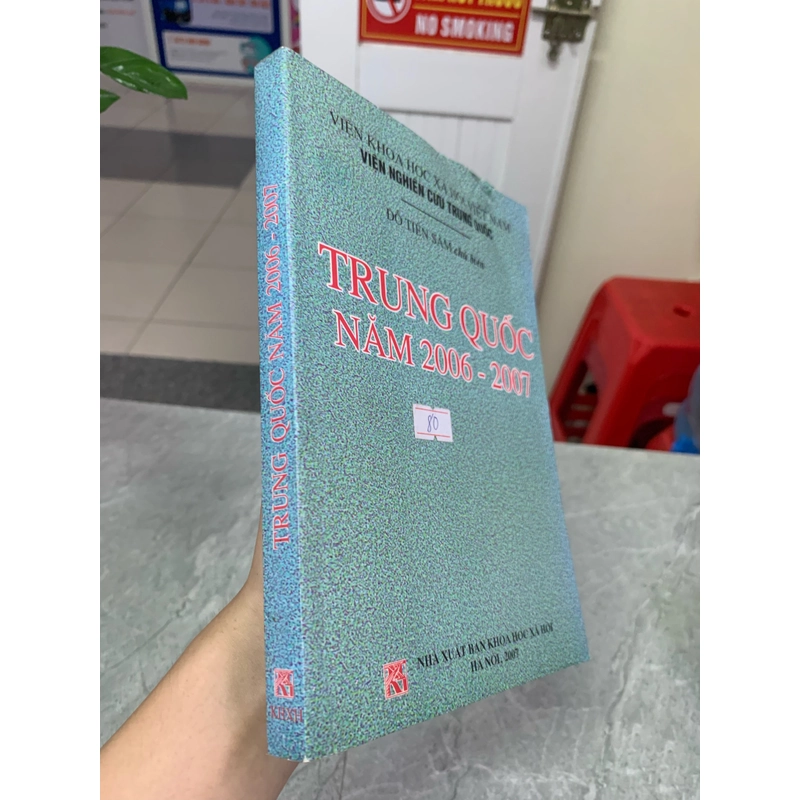 NO SMOKING
VIỆN KHOA HỌC XÃ HỘI VIỆT NAM
VIỆN NGHIÊN CỨU TRUNG QUỐC
ĐỖ TIẾN SÂM chủ biên
TRUNG QUỐC
NĂM 2006 - 2007
80
NHÀ XUẤT BẢN KHOA HỌC XÃ HỘI
HÀ NỘI, 2007
TRUNG QUỐC NĂM 2006 - 2007
KHXH